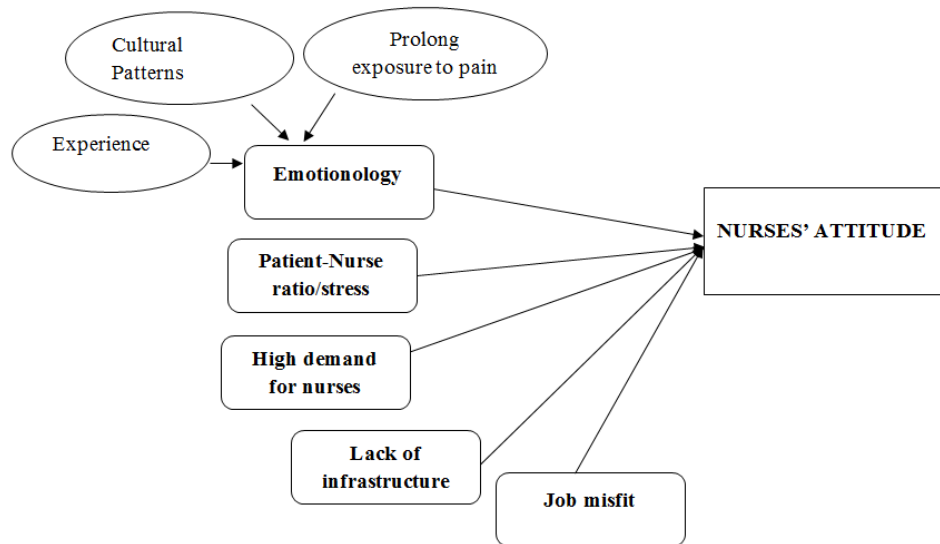 Cultural
Patterns
Prolong
exposure to pain
Experience
Emotionology
NURSES’ ATTITUDE
Patient-Nurse
ratio/stress
High demand
for nurses
Lack of
infrastructure
Job misfit